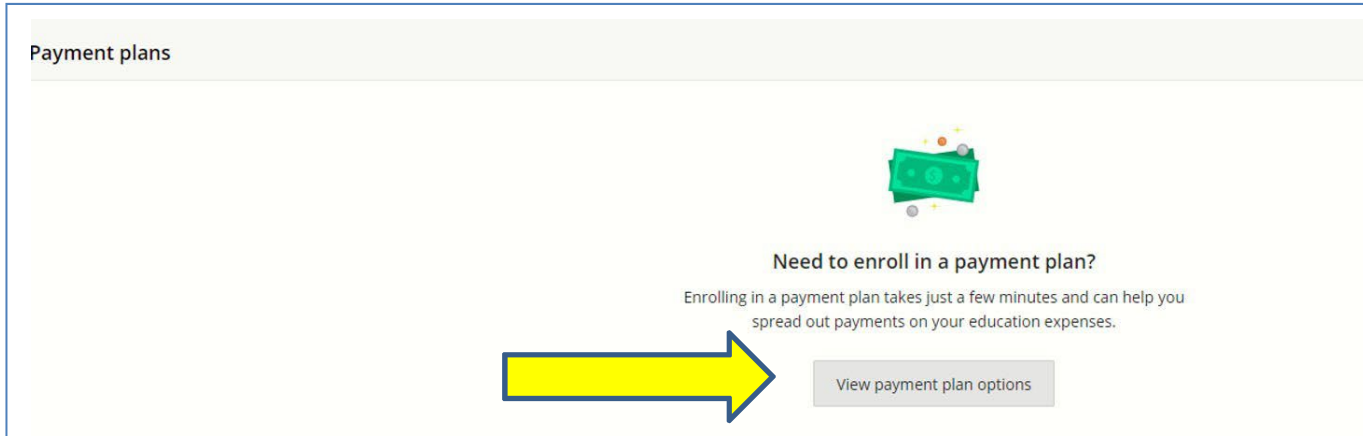 Payment plans
Need to enroll in a payment plan?
Enrolling in a payment plan takes just a few minutes and can help you
spread out payments on your education expenses.
View payment plan options